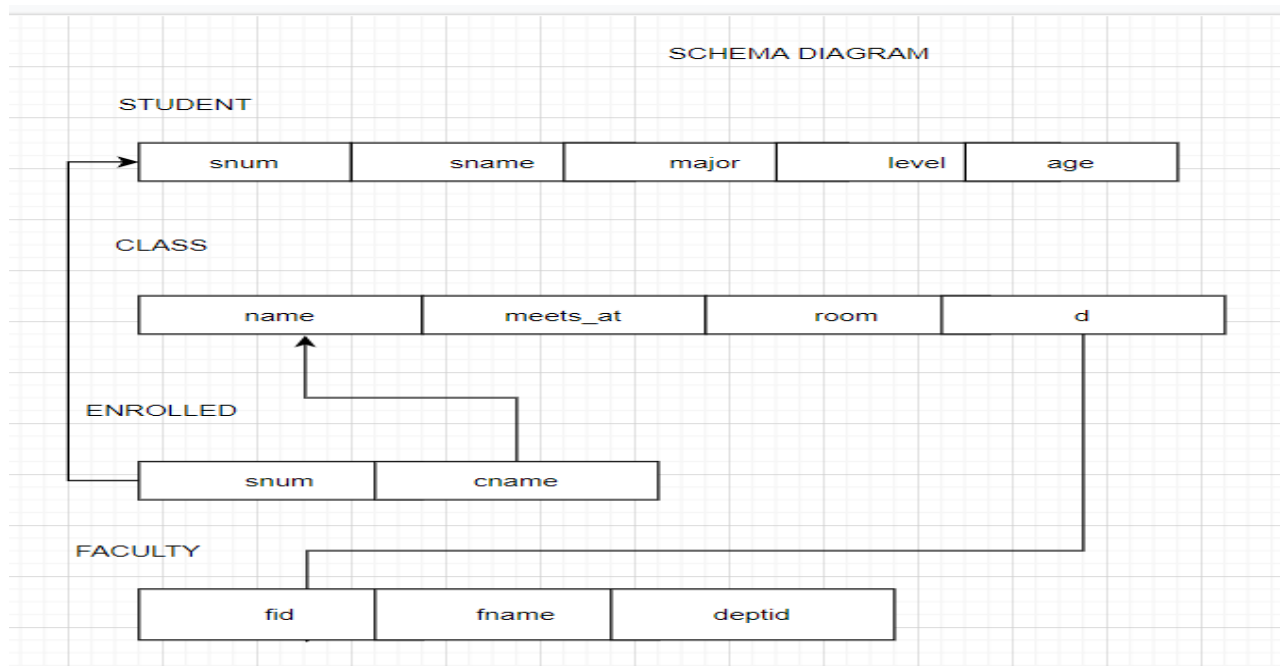 SCHEMA DIAGRAM
STUDENT
snum sname major level age
CLASS
name meets_at room d
ENROLLED
snum cname
FACULTY
fid fname deptid